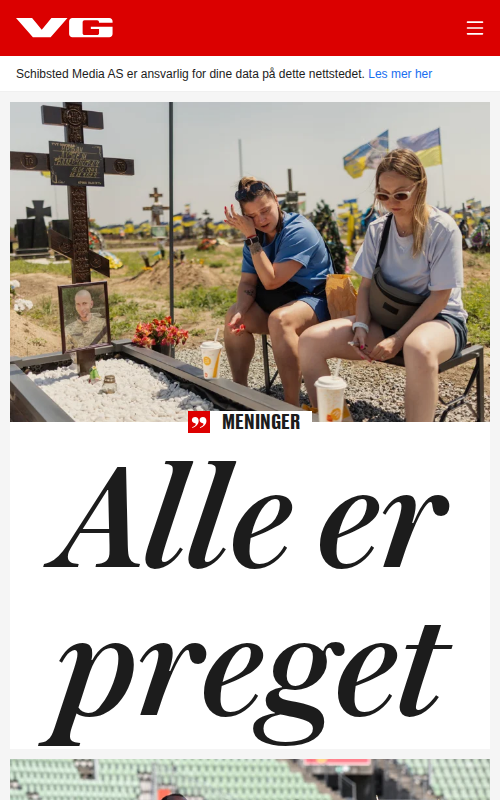 VG
Schibsted Media AS er ansvarlig for dine data på dette nettstedet. Les mer her
MENINGER
Alle er
preget